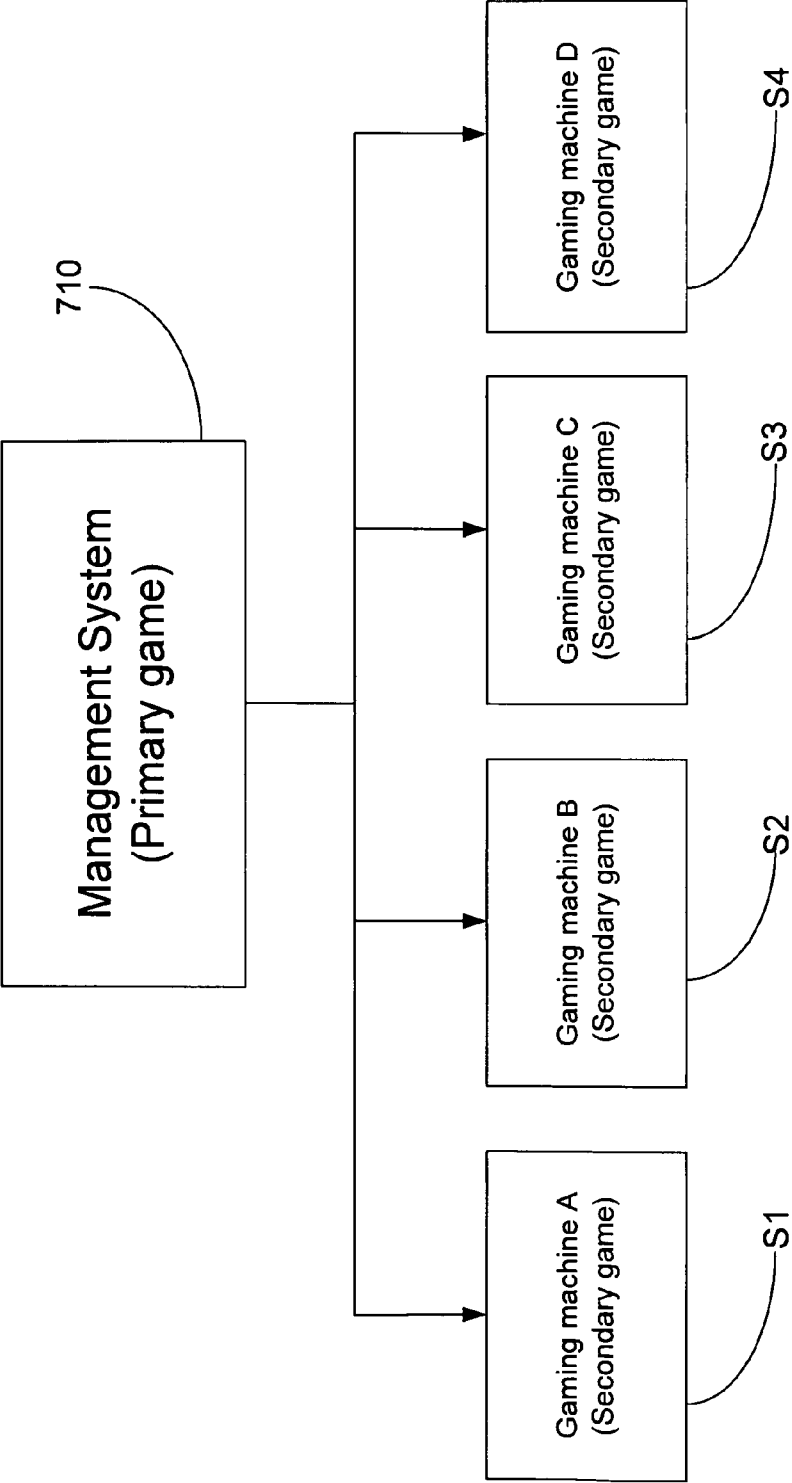 Management System
(Primary game)
710
Gaming machine A
(Secondary game)
S1
Gaming machine B
(Secondary game)
S2
Gaming machine C
(Secondary game)
S3
Gaming machine D
(Secondary game)
S4